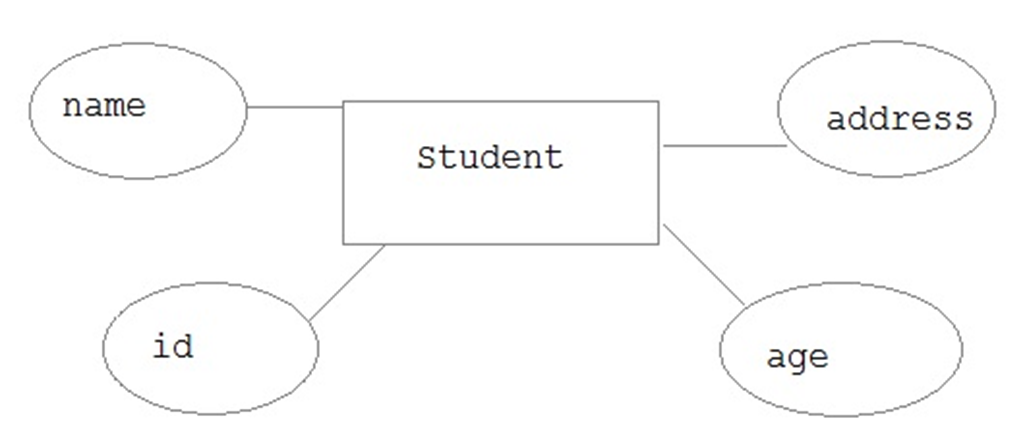 name
Student
address
id
age